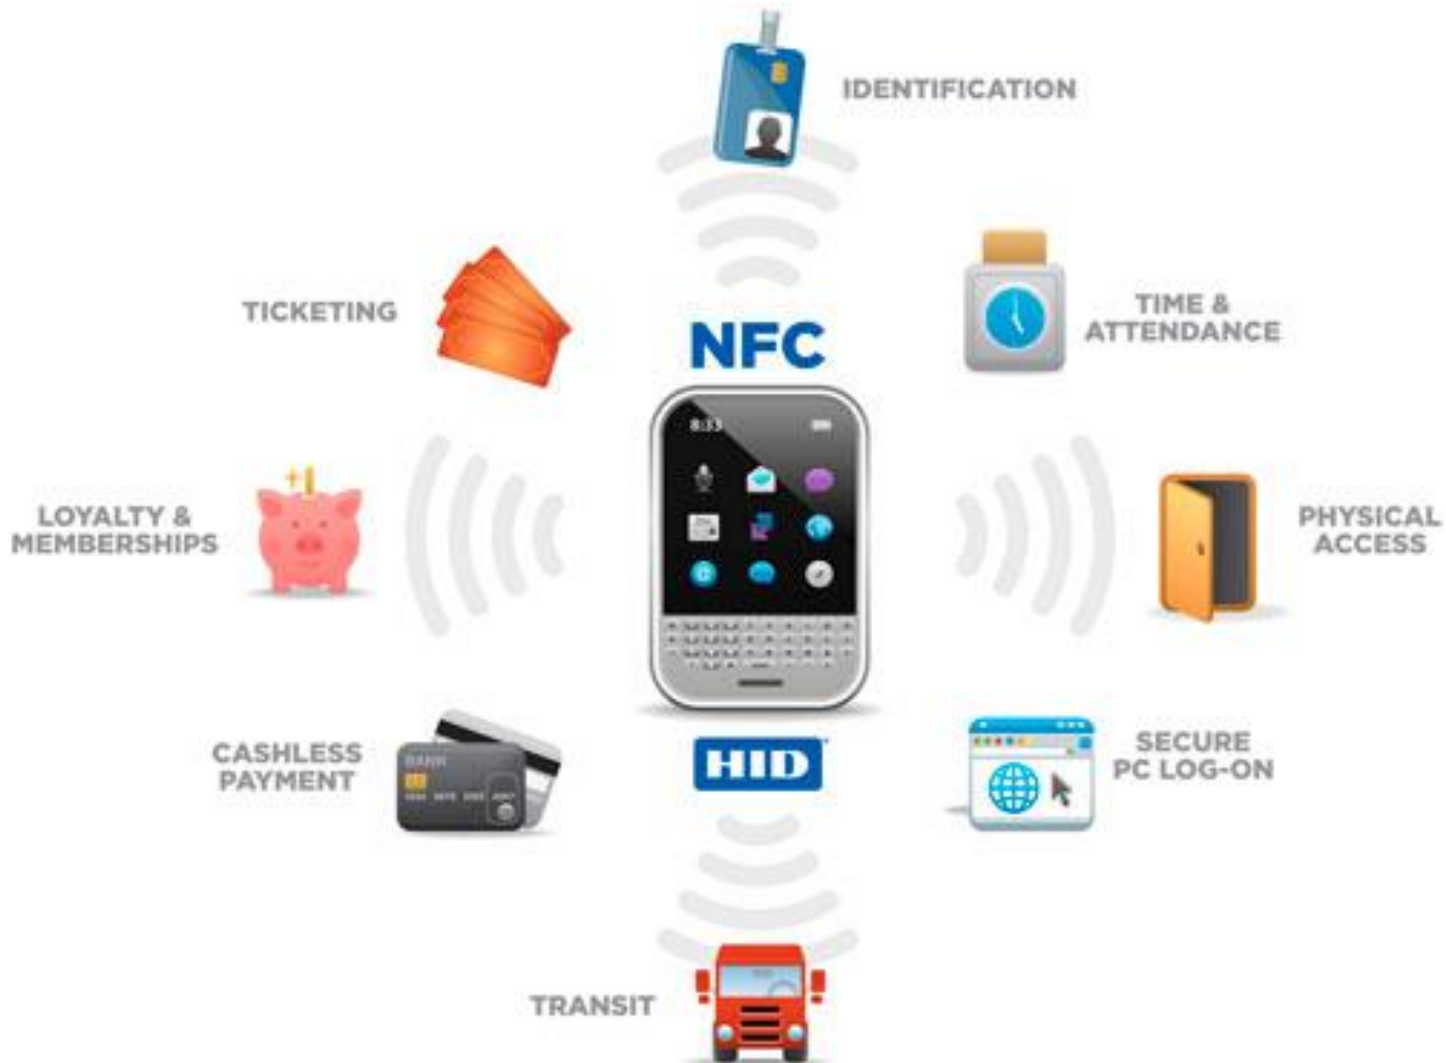 IDENTIFICATION
TICKETING
TIME &
ATTENDANCE
NFC
8:33
LOYALTY &
MEMBERSHIPS
PHYSICAL
ACCESS
CASHLESS
PAYMENT
BANK
HID
SECURE
PC LOG-ON
TRANSIT